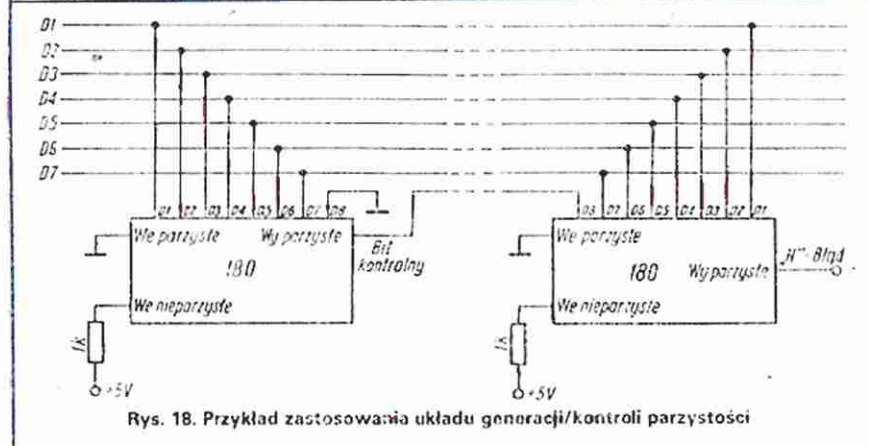 D1
D2
D3
D4
D5
D6
D7
D1 D2 D3 D4 D5 D6 D7 D8
D8 D7 D6 D5 D4 D3 D2 D1
We parzyste Wy parzyste
180
We nieparzyste
Bit
kontrolny
1k
+5V
We parzyste
180 Wy parzyste
We nieparzyste
„H”-Błąd
1k
+5V
Rys. 18. Przykład zastosowania układu generacji/kontroli parzystości